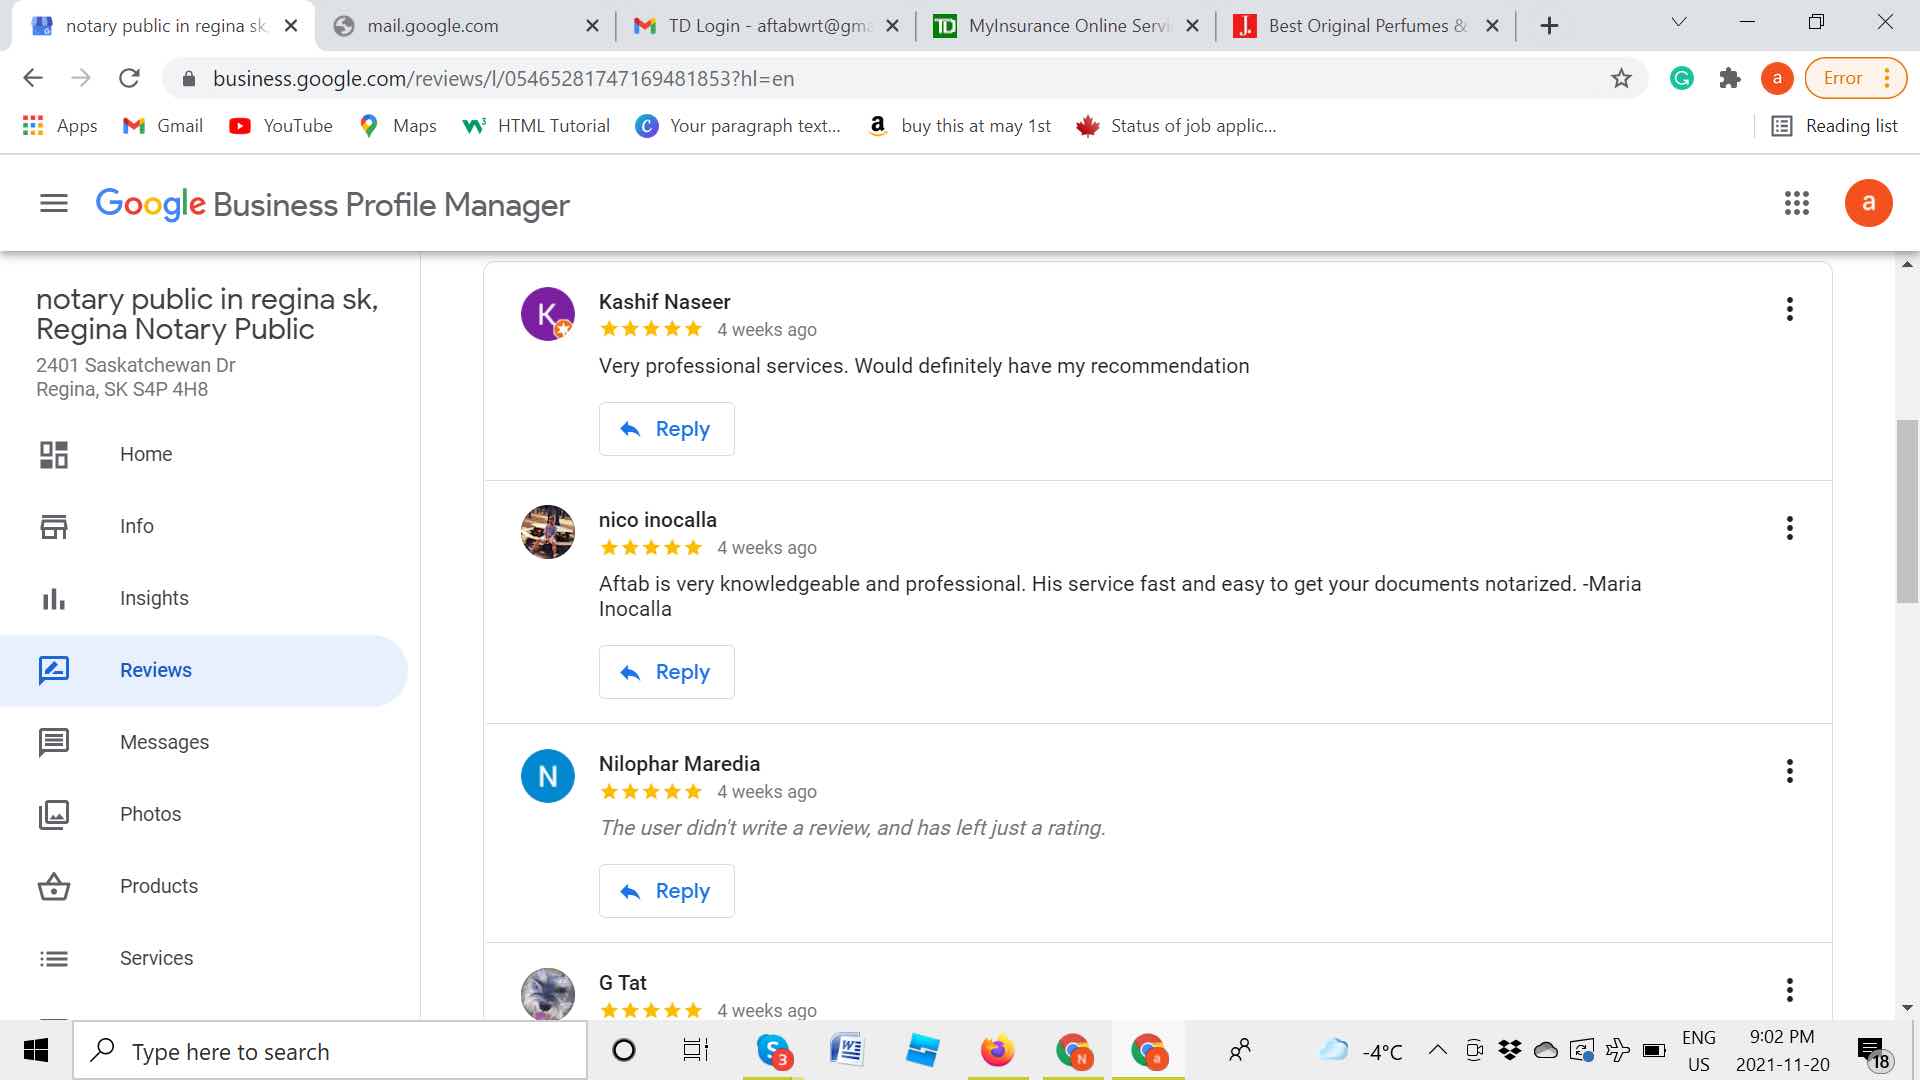 notary public in regina sk,
mail.google.com
TD Login - aftabwrt@gma
MyInsurance Online Servi
Best Original Perfumes &
business.google.com/reviews/l/05465281747169481853?hl=en
a
Error
Apps
Gmail
YouTube
Maps
HTML Tutorial
Your paragraph text...
buy this at may 1st
Status of job applic...
Reading list
Google Business Profile Manager
a
notary public in regina sk,
Regina Notary Public
2401 Saskatchewan Dr
Regina, SK S4P 4H8
Home
Info
Insights
Reviews
Messages
Photos
Products
Services
K
Kashif Naseer
4 weeks ago
Very professional services. Would definitely have my recommendation
Reply
nico inocalla
4 weeks ago
Aftab is very knowledgeable and professional. His service fast and easy to get your documents notarized. -Maria
Inocalla
Reply
N
Nilophar Maredia
4 weeks ago
The user didn't write a review, and has left just a rating.
Reply
G Tat
4 weeks ago
Type here to search
3
N
a
-4°C
ENG
US
9:02 PM
2021-11-20
18